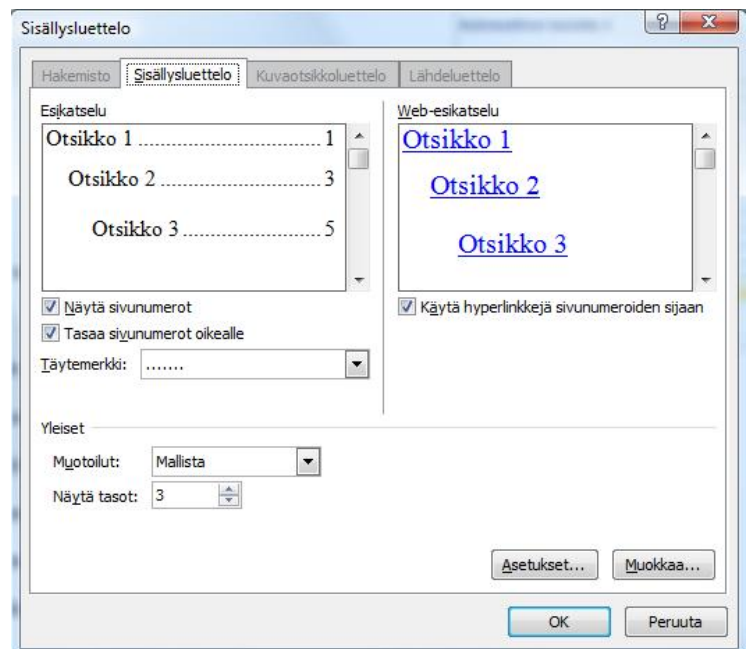 Sisällysluettelo
Hakemisto Sisällysluettelo Kuvaotsikkoluettelo Lähdeluettelo
Esikatselu
Otsikko 1 .............................. 1
Otsikko 2 .......................... 3
Otsikko 3 ...................... 5
Web-esikatselu
Otsikko 1
Otsikko 2
Otsikko 3
Näytä sivunumerot
Tasaa sivunumerot oikealle
Täytemerkki: .......
Käytä hyperlinkkejä sivunumeroiden sijaan
Yleiset
Muotoilut: Mallista
Näytä tasot: 3
Asetukset... Muokkaa...
OK Peruuta